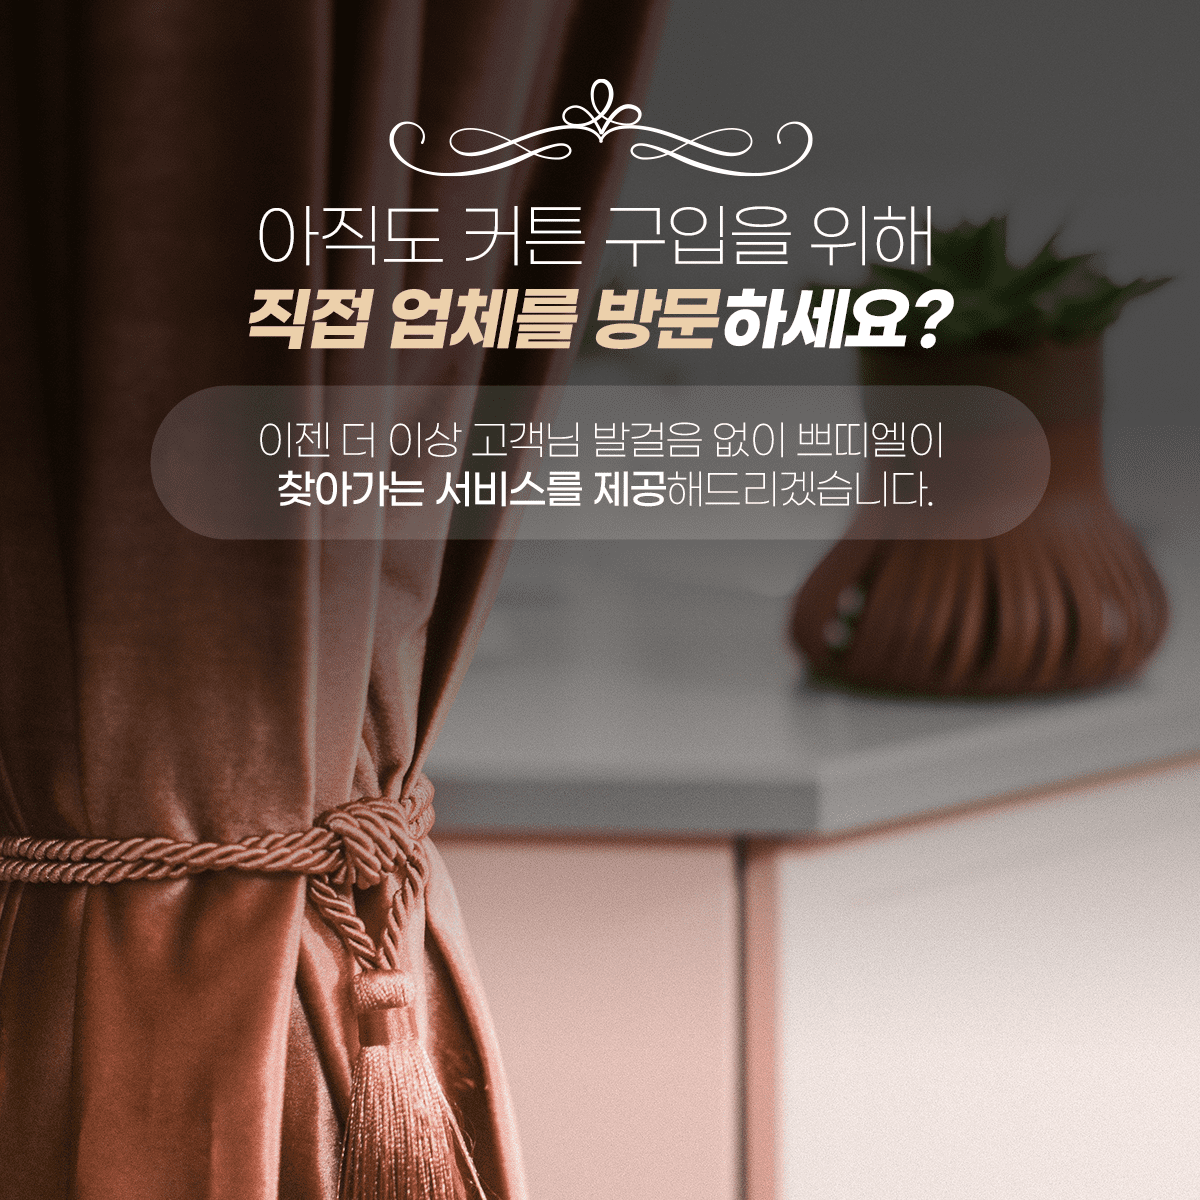 아직도 커튼 구입을 위해
직접 업체를 방문하세요?
이젠 더 이상 고객님 발걸음 없이 쁘띠엘이
찾아가는 서비스를 제공해드리겠습니다.